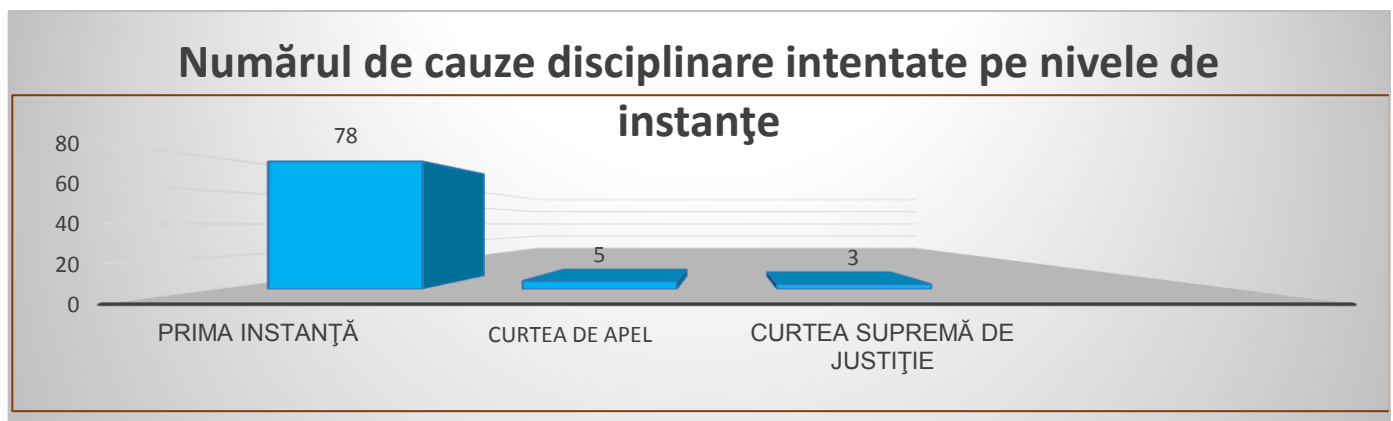 Numărul de cauze disciplinare intentate pe nivele de
instanţe
80
78
60
40
20
5
3
0
PRIMA INSTANŢĂ
CURTEA DE APEL
CURTEA SUPREMĂ DE
JUSTIŢIE